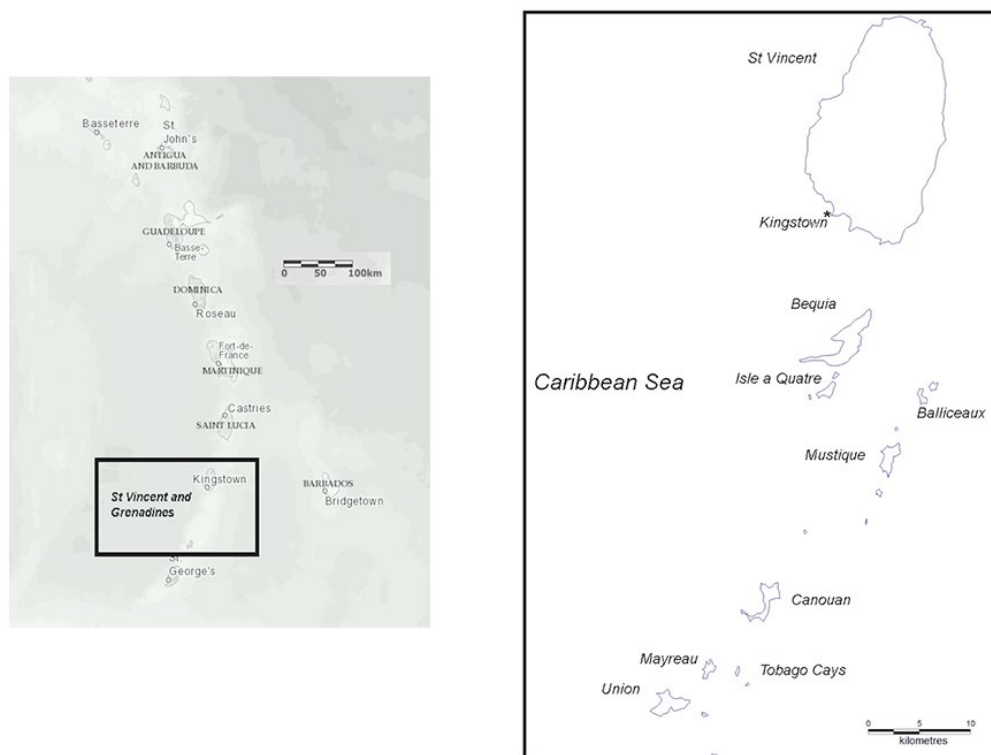 Basseterre
St.
John's
ANTIGUA
AND BARBUDA
GUADELOUPE
Basse-
Terre
0 50 100km
DOMINICA
Roseau
Fort-de-
France
MARTINIQUE
Castries
SAINT LUCIA
Kingstown
St Vincent and
Grenadines
BARBADOS
Bridgetown
St.
George's
St Vincent
Kingstown
*
Bequia
Isle a Quatre
Caribbean Sea
Balliceaux
Mustique
Canouan
Mayreau
Tobago Cays
Union
0 5 10
kilometres